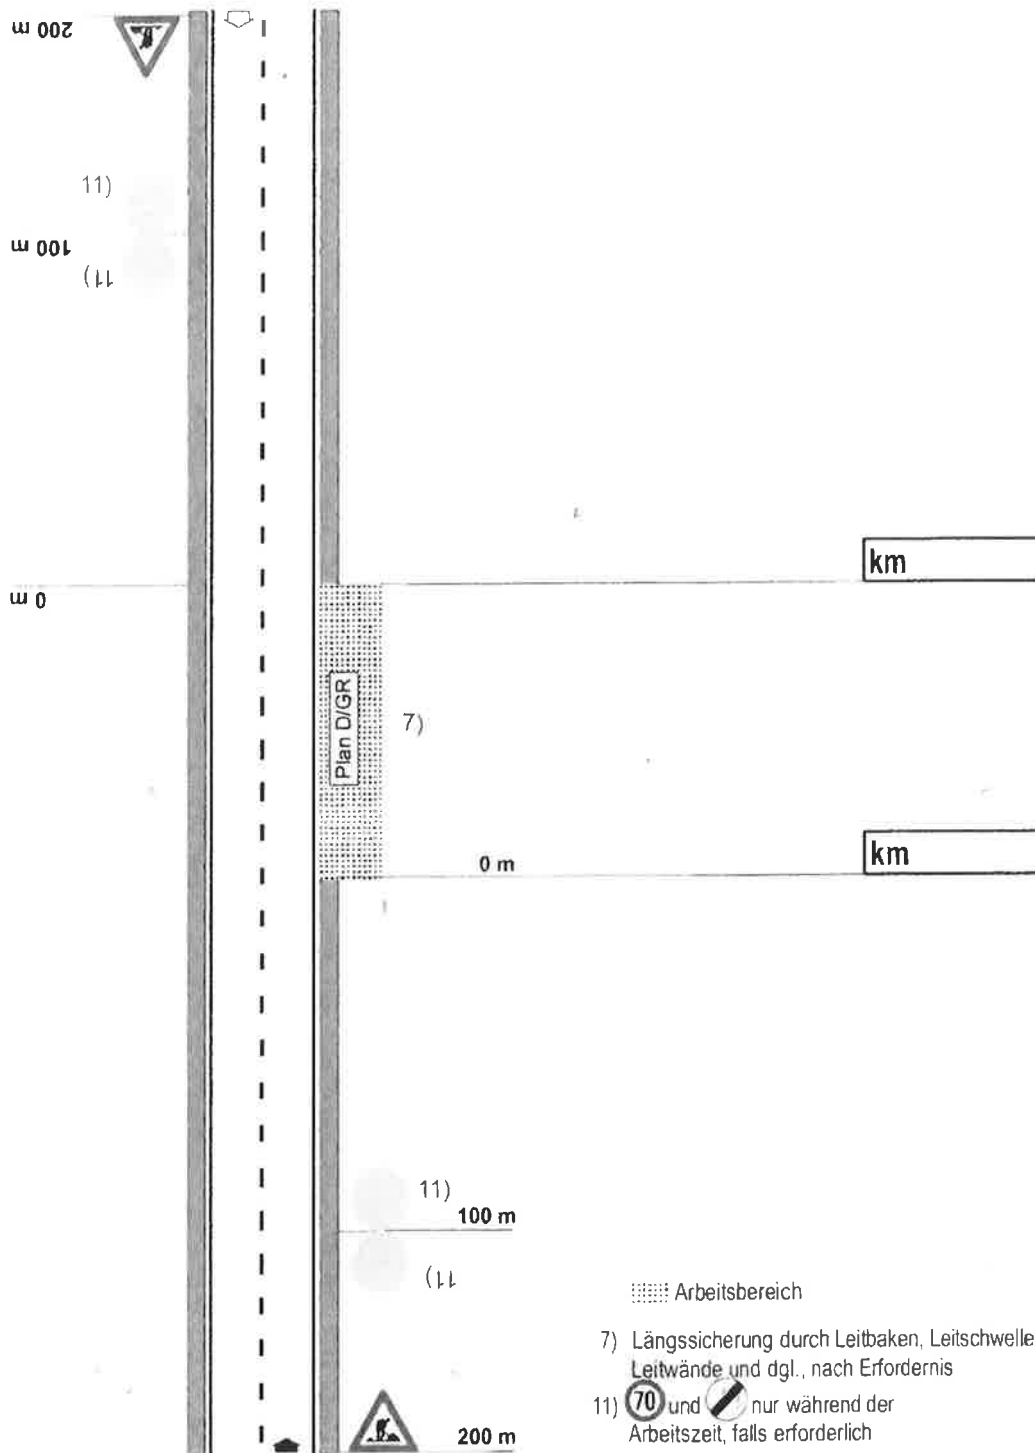 200 m
11)
100 m
11)
km
0 m
Plan D/GR
7)
km
0 m
11)
100 m
11)
Arbeitsbereich
7) Längssicherung durch Leitbaken, Leitschwelle
Leitwände und dgl., nach Erfordernis
11) 70 und nur während der
Arbeitszeit, falls erforderlich
200 m